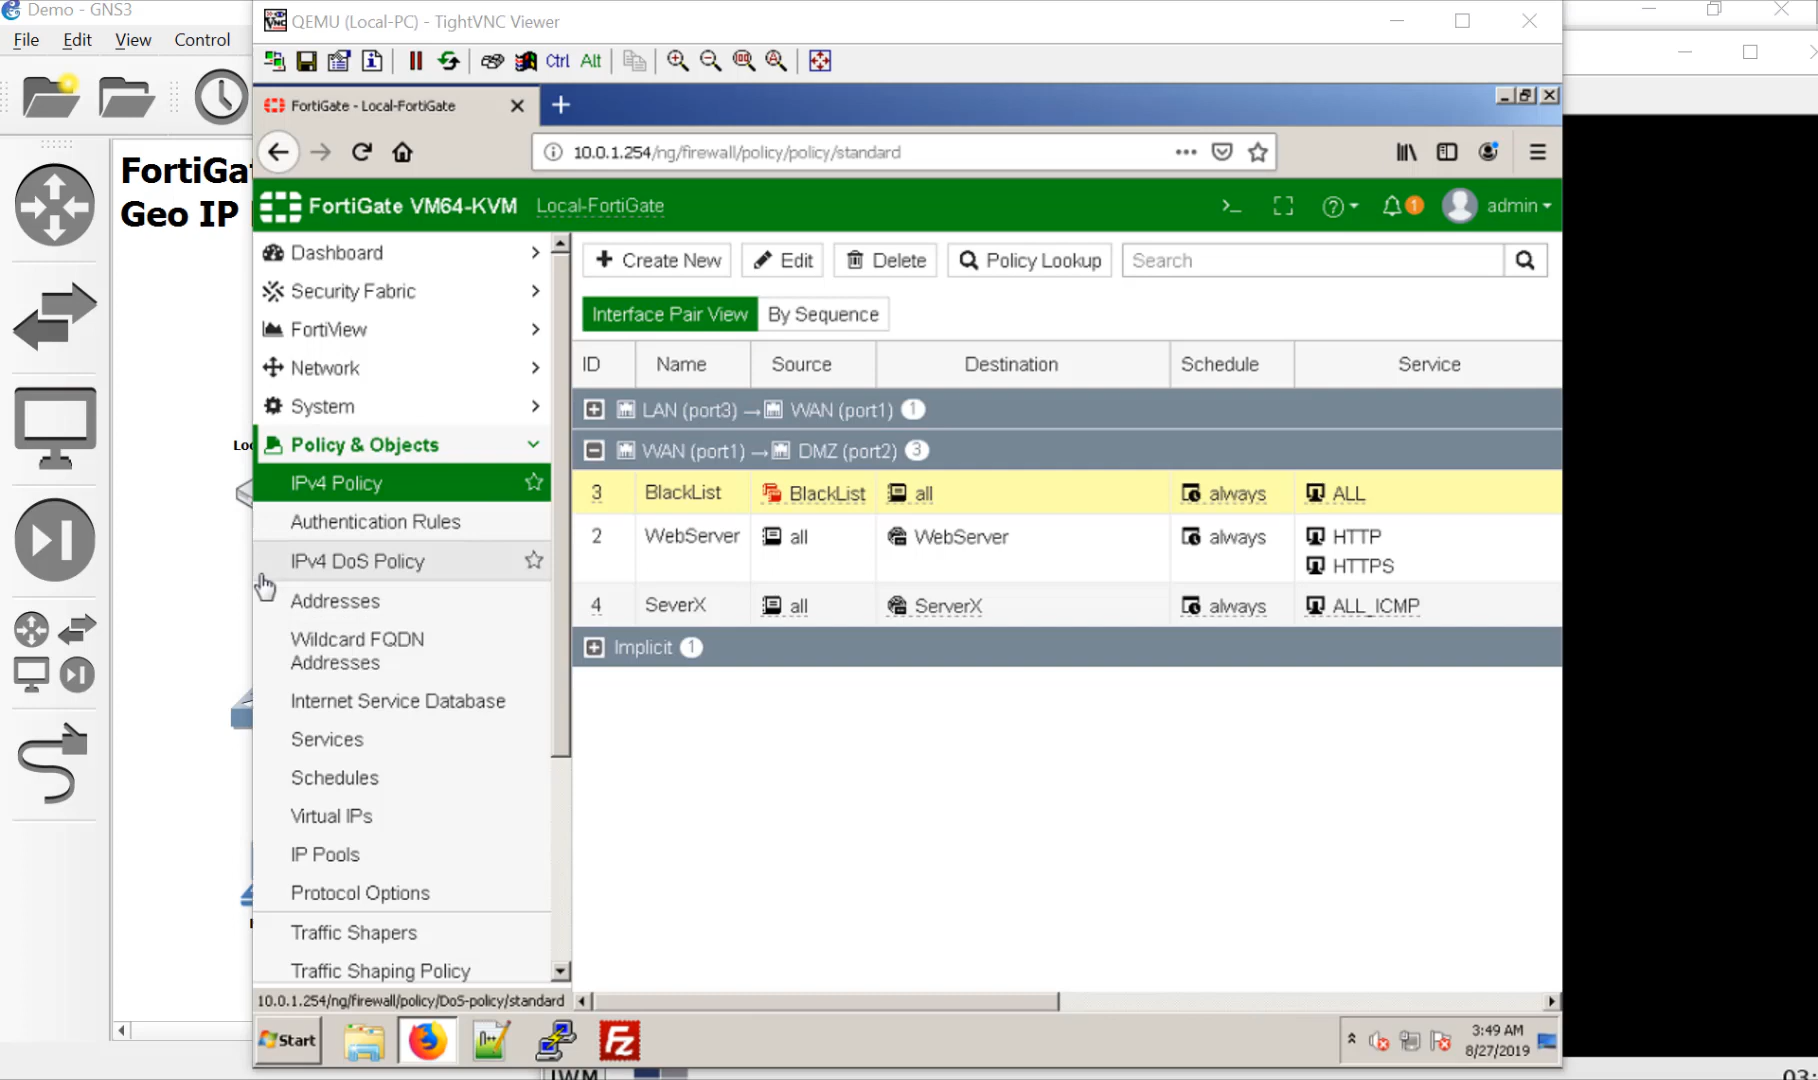 Demo - GNS3
File Edit View Control
FortiGa
Geo IP
QEMU (Local-PC) - TightVNC Viewer
Ctrl Alt
FortiGate - Local-FortiGate
10.0.1.254/ng/firewall/policy/policy/standard
FortiGate VM64-KVM Local-FortiGate
>_ 1 admin
Dashboard
Security Fabric
FortiView
Network
System
Policy & Objects
IPv4 Policy
Authentication Rules
IPv4 DoS Policy
Addresses
Wildcard FQDN
Addresses
Internet Service Database
Services
Schedules
Virtual IPs
IP Pools
Protocol Options
Traffic Shapers
Traffic Shaping Policy
Create New Edit Delete Policy Lookup Search
Interface Pair View By Sequence
ID Name Source Destination Schedule Service
LAN (port3) → WAN (port1) 1
WAN (port1) → DMZ (port2) 3
3 BlackList BlackList all always ALL
2 WebServer all WebServer always HTTP
HTTPS
4 SeverX all ServerX always ALL_ICMP
Implicit 1
10.0.1.254/ng/firewall/policy/DoS-policy/standard
Start
3:49 AM
8/27/2019